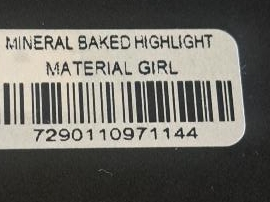 MINERAL BAKED HIGHLIGHT
MATERIAL GIRL
7290110971144